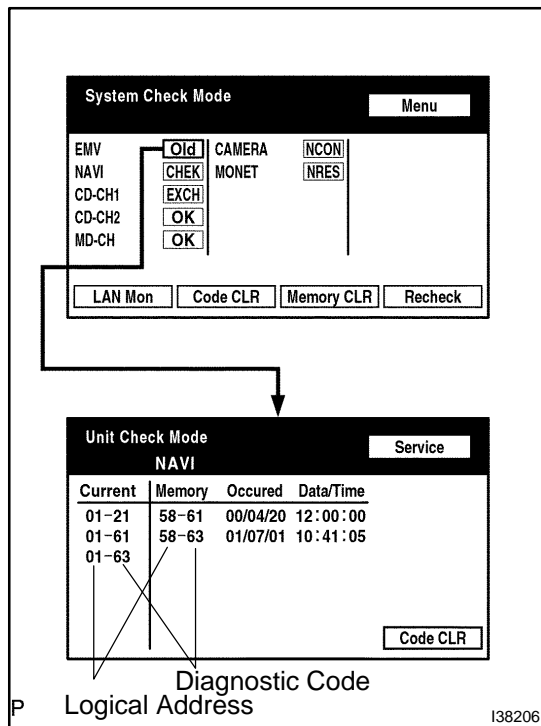 System Check Mode
Menu
EMV Old CAMERA NCON
NAVI CHEK MONET NRES
CD-CH1 EXCH
CD-CH2 OK
MD-CH OK
LAN Mon Code CLR Memory CLR Recheck
Unit Check Mode
NAVI
Service
Current Memory Occured Data/Time
01-21 58-61 00/04/20 12:00:00
01-61 58-63 01/07/01 10:41:05
01-63
Code CLR
Diagnostic Code
Logical Address
P
I38206